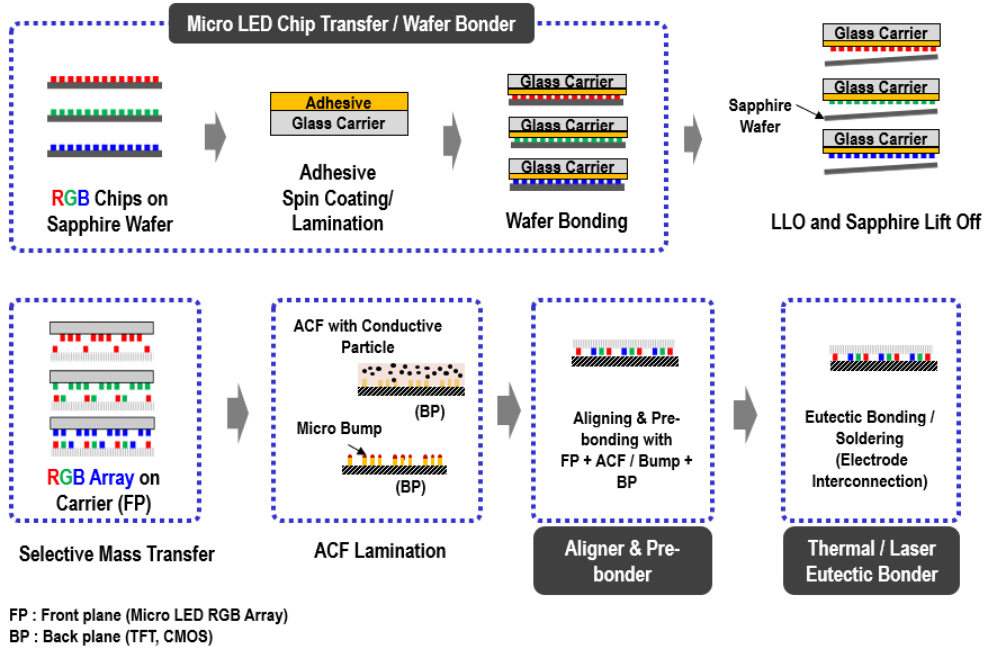 Micro LED Chip Transfer / Wafer Bonder
RGB Chips on
Sapphire Wafer
Adhesive
Glass Carrier
Adhesive
Spin Coating/
Lamination
Glass Carrier
Glass Carrier
Glass Carrier
Wafer Bonding
Glass Carrier
Glass Carrier
Glass Carrier
Sapphire
Wafer
LLO and Sapphire Lift Off
RGB Array on
Carrier (FP)
Selective Mass Transfer
ACF with Conductive
Particle
(BP)
Micro Bump
(BP)
ACF Lamination
Aligning & Pre-
bonding with
FP + ACF / Bump +
BP
Aligner & Pre-
bonder
Eutectic Bonding /
Soldering
(Electrode
Interconnection)
Thermal / Laser
Eutectic Bonder
FP : Front plane (Micro LED RGB Array)
BP : Back plane (TFT, CMOS)